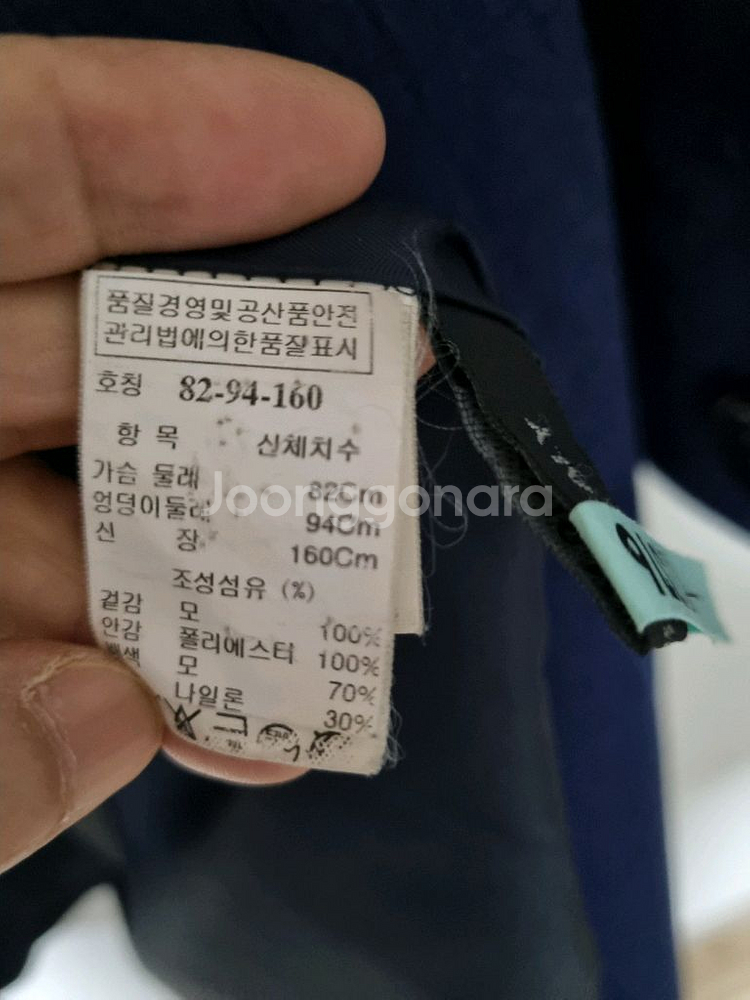 품질경영및공산품안전
관리법에의한품질표시
호칭 82-94-160
항 목 신체치수
가슴 둘레 82Cm
엉덩이둘레 94Cm
신 장 160Cm
조성섬유 (%)
겉감 모 100%
안감 폴리에스터 100%
배색 모 70%
나일론 30%
Joonggonara